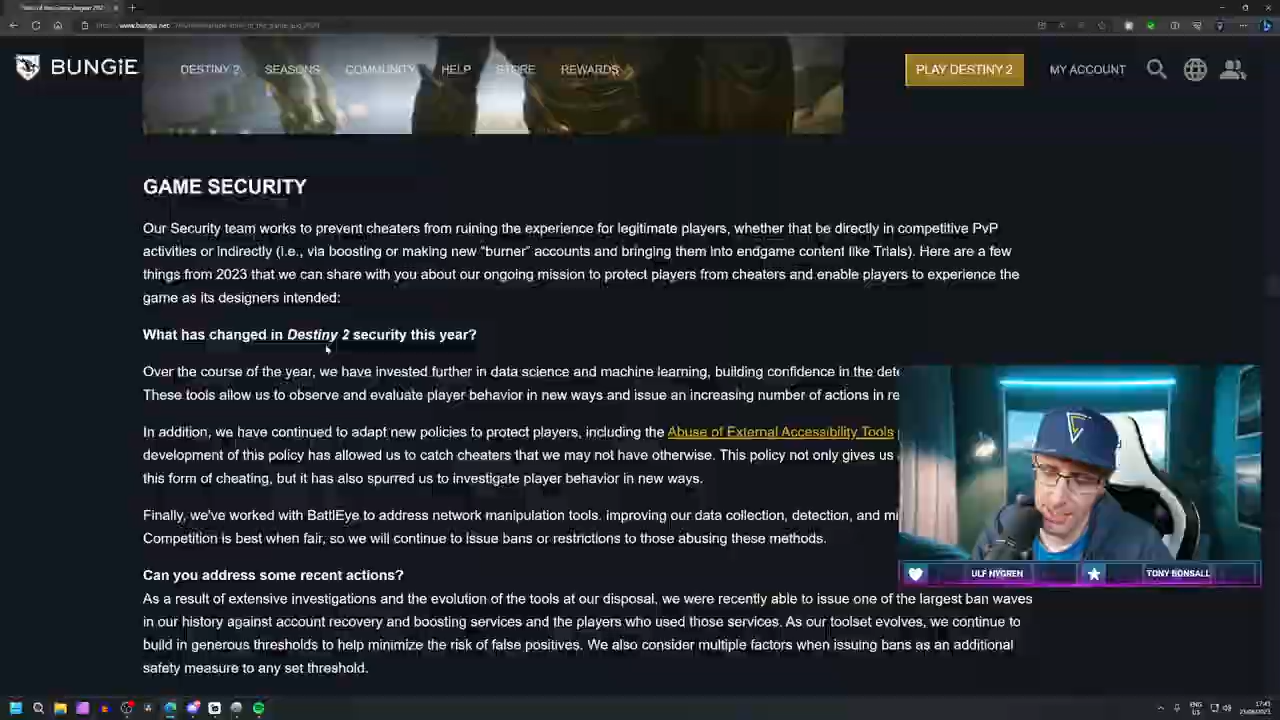 www.bungie.net
BUNGiE
DESTINY 2 SEASONS COMMUNITY HELP STORE REWARDS
PLAY DESTINY 2 MY ACCOUNT
GAME SECURITY
Our Security team works to prevent cheaters from ruining the experience for legitimate players, whether that be directly in competitive PvP
activities or indirectly (i.e., via boosting or making new “burner” accounts and bringing them into endgame content like Trials). Here are a few
things from 2023 that we can share with you about our ongoing mission to protect players from cheaters and enable players to experience the
game as its designers intended:
What has changed in Destiny 2 security this year?
Over the course of the year, we have invested further in data science and machine learning, building confidence in the dete
These tools allow us to observe and evaluate player behavior in new ways and issue an increasing number of actions in re
In addition, we have continued to adapt new policies to protect players, including the Abuse of External Accessibility Tools
development of this policy has allowed us to catch cheaters that we may not have otherwise. This policy not only gives us
this form of cheating, but it has also spurred us to investigate player behavior in new ways.
Finally, we've worked with BattlEye to address network manipulation tools, improving our data collection, detection, and mi
Competition is best when fair, so we will continue to issue bans or restrictions to those abusing these methods.
ULF NYGREN
TONY BONSALL
Can you address some recent actions?
As a result of extensive investigations and the evolution of the tools at our disposal, we were recently able to issue one of the largest ban waves
in our history against account recovery and boosting services and the players who used those services. As our toolset evolves, we continue to
build in generous thresholds to help minimize the risk of false positives. We also consider multiple factors when issuing bans as an additional
safety measure to any set threshold.
ENG
17:43